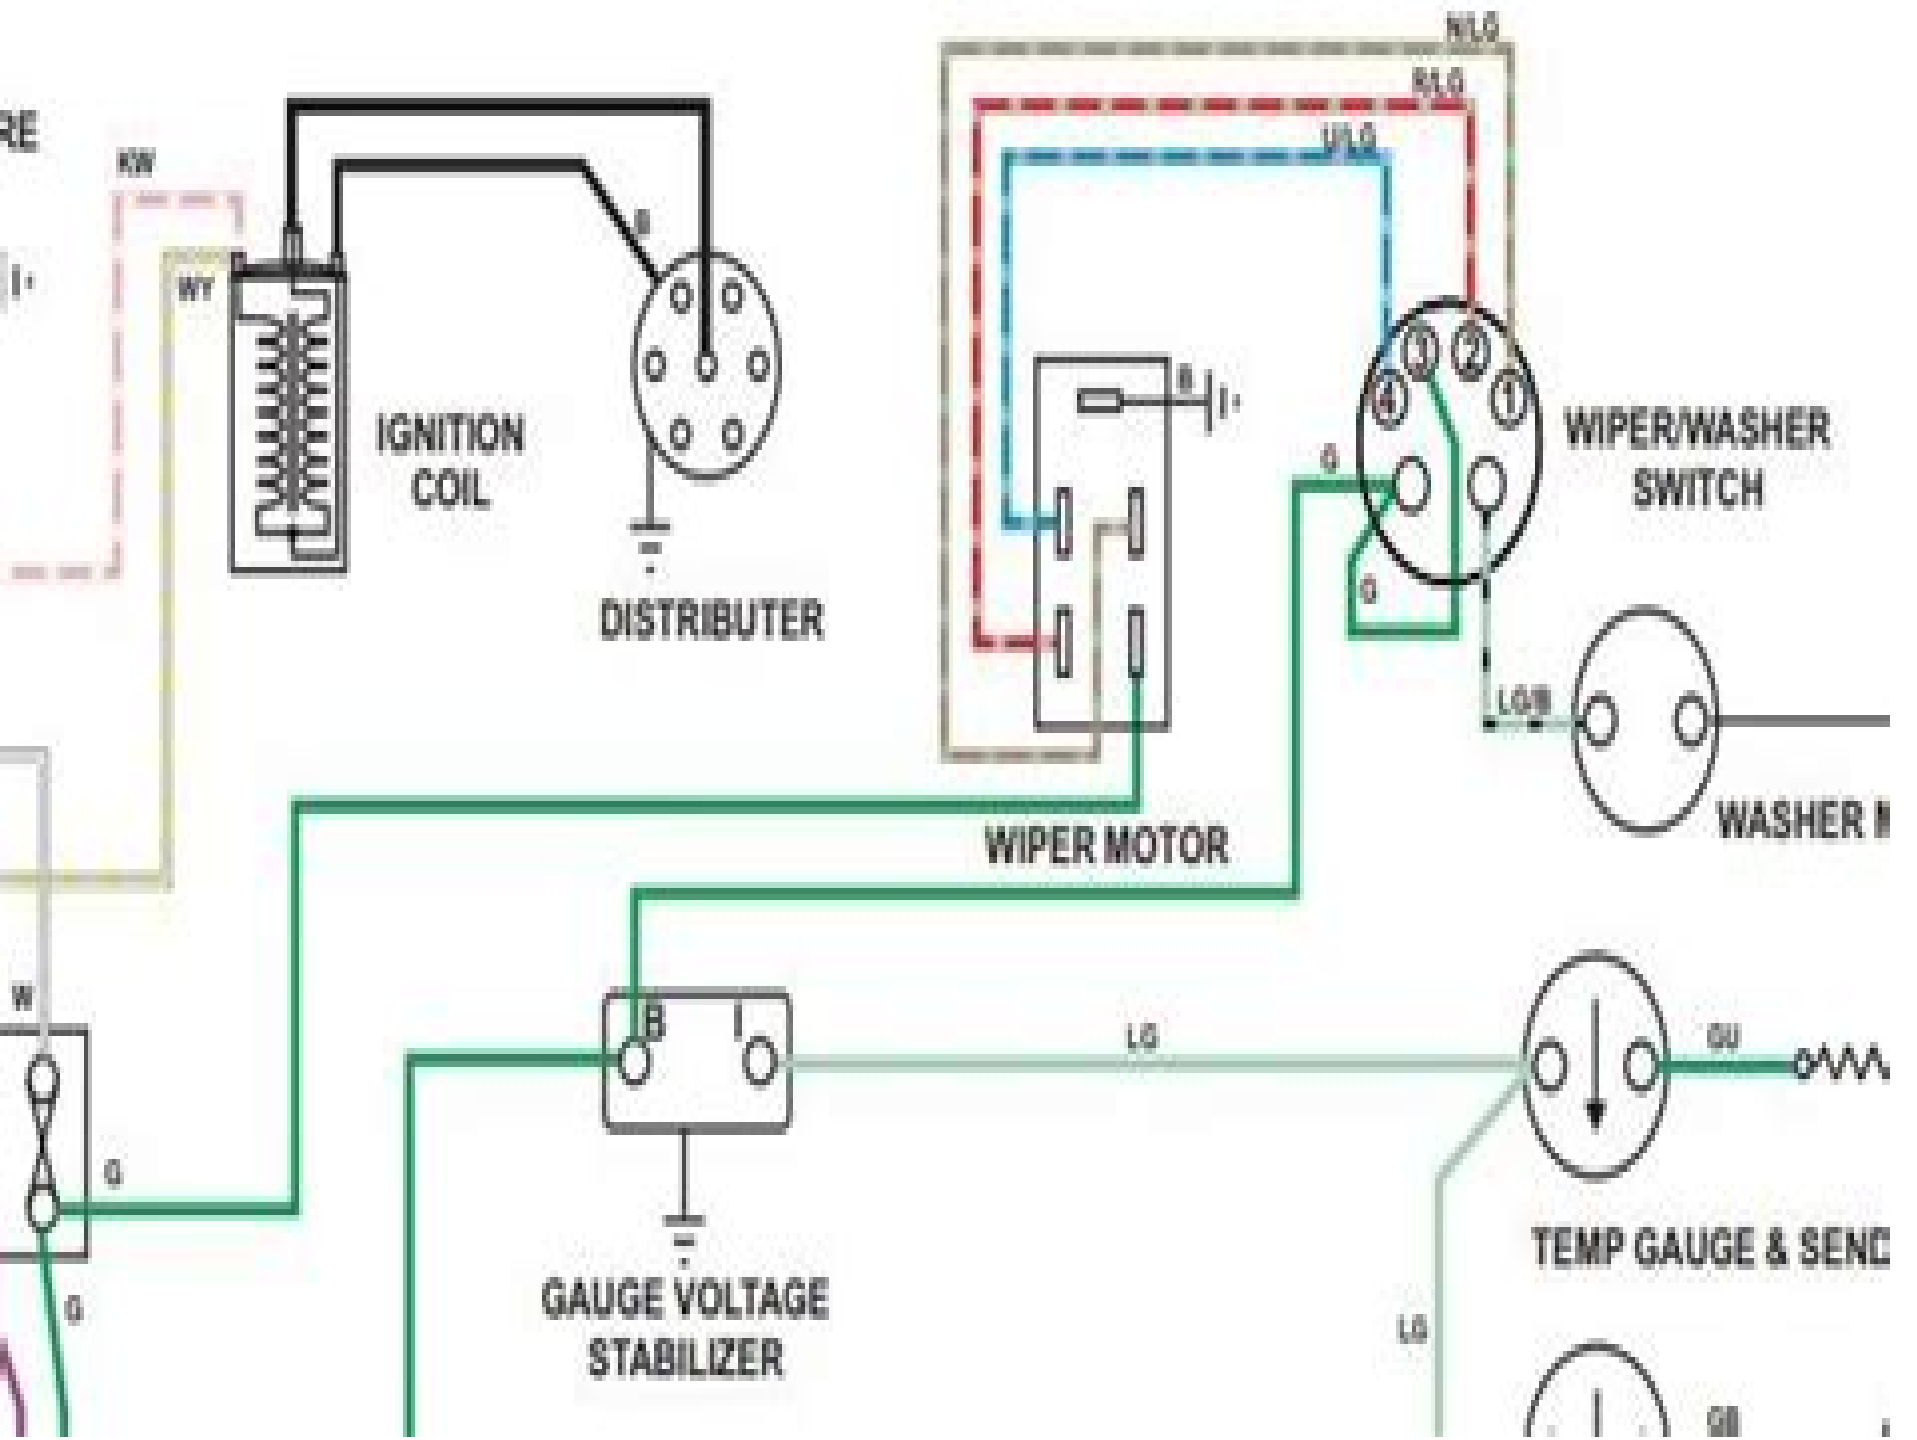 N/LG
R/LG
U/LG
RE
KW
WY
B
IGNITION
COIL
DISTRIBUTER
B
3
2
4
1
WIPER/WASHER
SWITCH
G
G
LG/B
WASHER
WIPER MOTOR
W
B
I
LG
GU
G
G
GAUGE VOLTAGE
STABILIZER
TEMP GAUGE & SEND
LG
GB